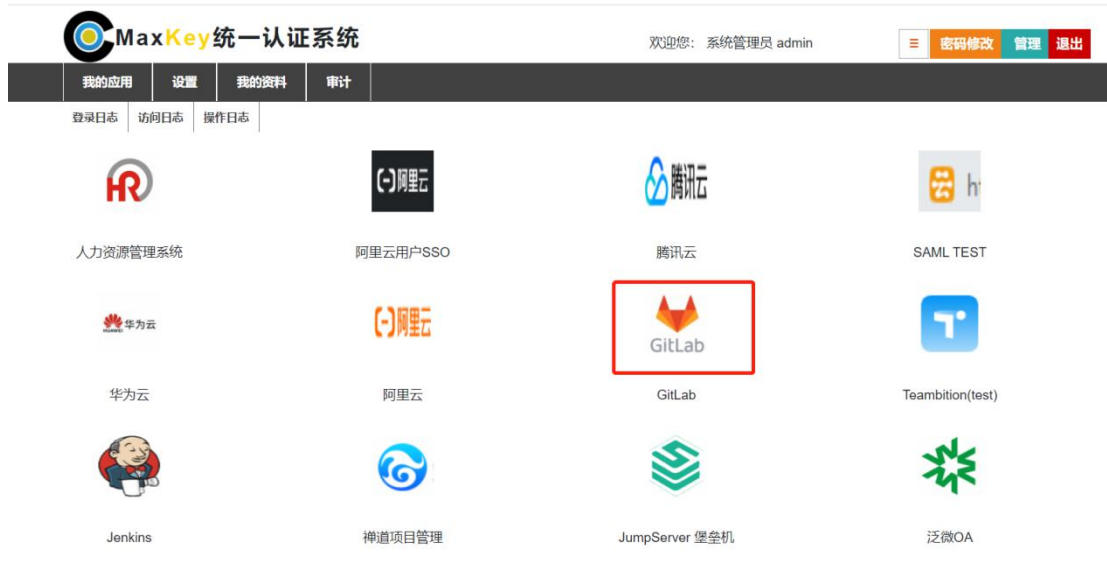 MaxKey统一认证系统
欢迎您: 系统管理员 admin
☰ 密码修改 管理 退出
我的应用 设置 我的资料 审计
登录日志 访问日志 操作日志
HR (-)阿里云 腾讯云
人力资源管理系统 阿里云用户SSO 腾讯云 SAML TEST
HUAWEI 华为云 (-)阿里云 GitLab
华为云 阿里云 GitLab Teambition(test)
Jenkins 禅道项目管理 JumpServer 堡垒机 泛微OA